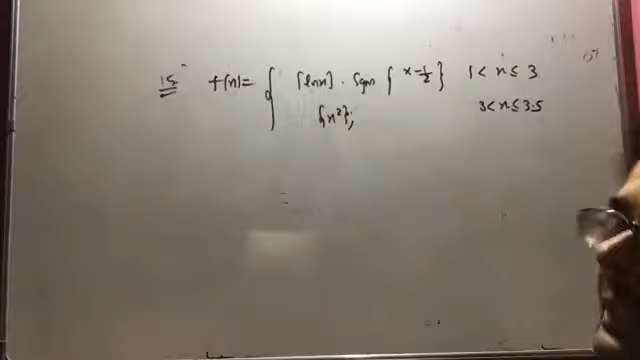 15 f(x) = { [ln x] . sgn { x - 1/2 } 1 < x ≤ 3
{x²}; 3 < x ≤ 3.5